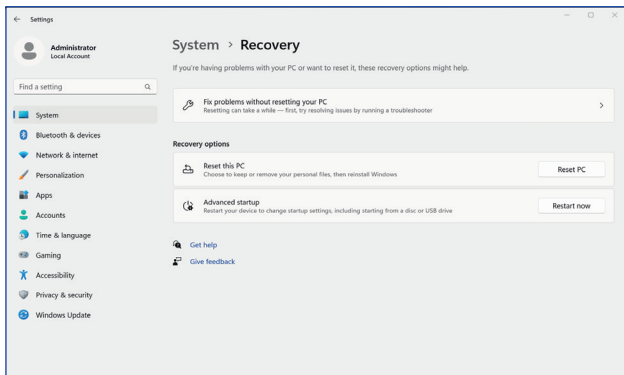 Settings
Administrator
Local Account
Find a setting
System
Bluetooth & devices
Network & internet
Personalization
Apps
Accounts
Time & language
Gaming
Accessibility
Privacy & security
Windows Update
System > Recovery
If you're having problems with your PC or want to reset it, these recovery options might help.
Fix problems without resetting your PC
Resetting can take a while — first, try resolving issues by running a troubleshooter
Recovery options
Reset this PC
Choose to keep or remove your personal files, then reinstall Windows
Reset PC
Advanced startup
Restart your device to change startup settings, including starting from a disc or USB drive
Restart now
Get help
Give feedback